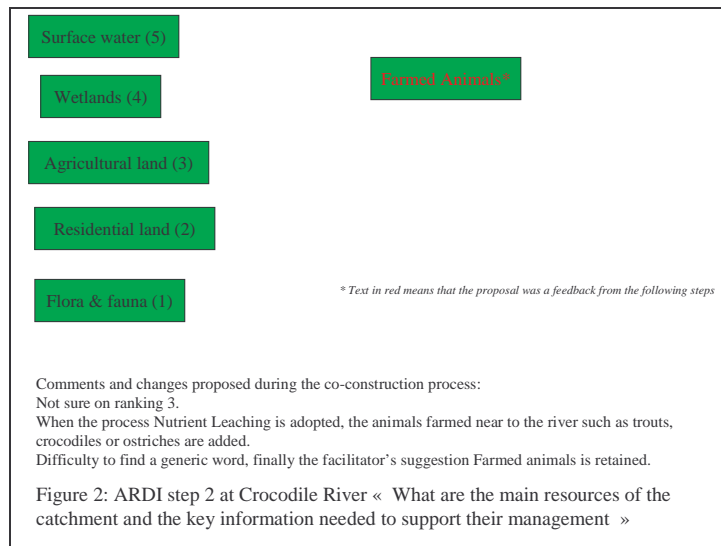 Surface water (5)
Farmed Animals*
Wetlands (4)
Agricultural land (3)
Residential land (2)
Flora & fauna (1)
* Text in red means that the proposal was a feedback from the following steps
Comments and changes proposed during the co-construction process:
Not sure on ranking 3.
When the process Nutrient Leaching is adopted, the animals farmed near to the river such as trouts,
crocodiles or ostriches are added.
Difficulty to find a generic word, finally the facilitator's suggestion Farmed animals is retained.
Figure 2: ARDI step 2 at Crocodile River « What are the main resources of the
catchment and the key information needed to support their management »